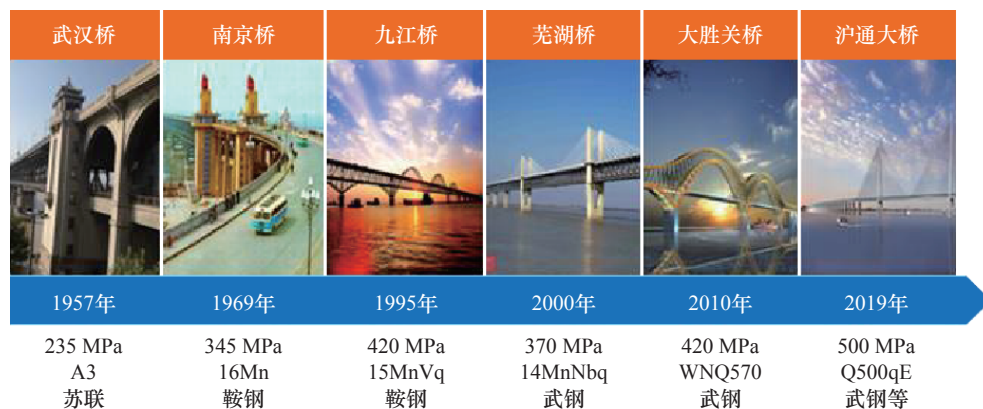 武汉桥 南京桥 九江桥 芜湖桥 大胜关桥 沪通大桥
1957年 1969年 1995年 2000年 2010年 2019年
235 MPa 345 MPa 420 MPa 370 MPa 420 MPa 500 MPa
A3 16Mn 15MnVq 14MnNbq WNQ570 Q500qE
苏联 鞍钢 鞍钢 武钢 武钢 武钢等